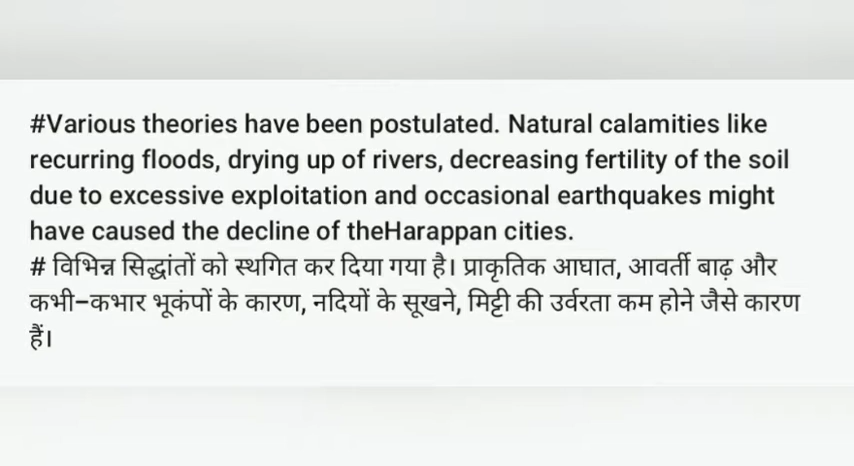 #Various theories have been postulated. Natural calamities like
recurring floods, drying up of rivers, decreasing fertility of the soil
due to excessive exploitation and occasional earthquakes might
have caused the decline of theHarappan cities.
# विभिन्न सिद्धांतों को स्थगित कर दिया गया है। प्राकृतिक आघात, आवर्ती बाढ़ और
कभी-कभार भूकंपों के कारण, नदियों के सूखने, मिट्टी की उर्वरता कम होने जैसे कारण
हैं।